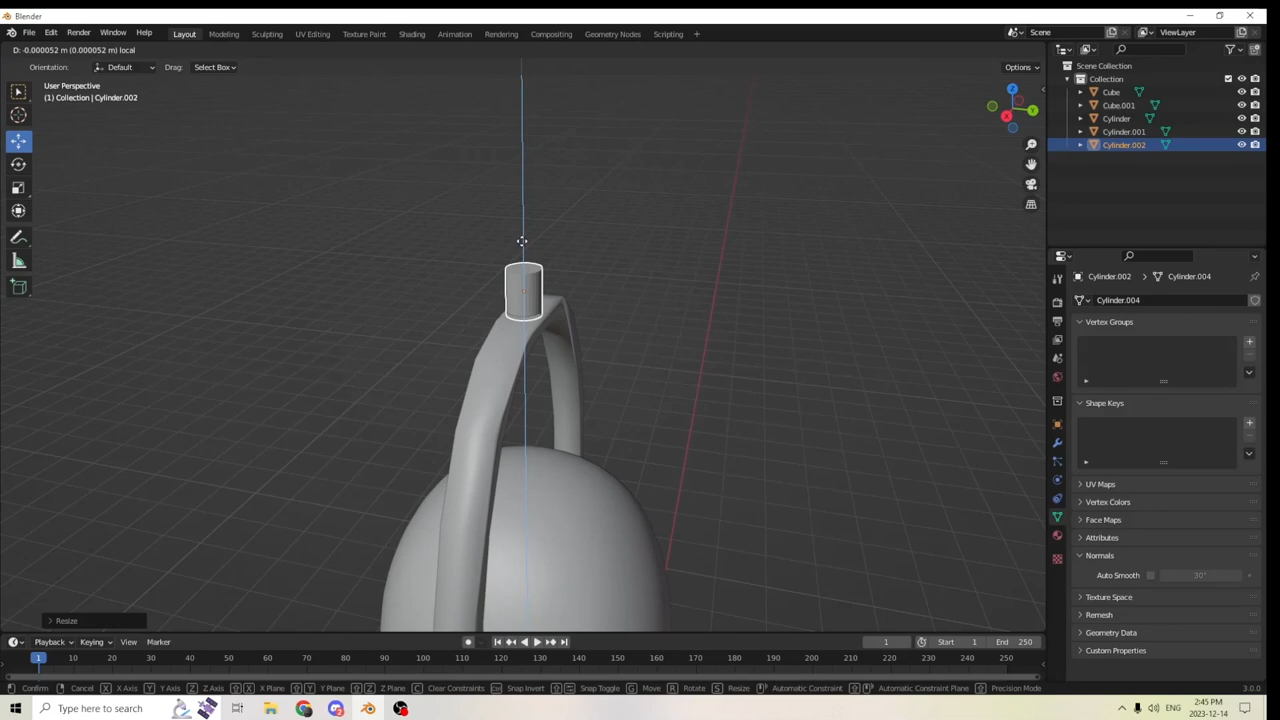 Blender
File Edit Render Window Help Layout Modeling Sculpting UV Editing Texture Paint Shading Animation Rendering Compositing Geometry Nodes Scripting + Scene ViewLayer
D: -0.000052 m (0.000052 m) local
Orientation: Default Drag: Select Box Options
User Perspective
(1) Collection | Cylinder.002
Z
Y
X
Scene Collection
Collection
Cube
Cube.001
Cylinder
Cylinder.001
Cylinder.002
Cylinder.002 Cylinder.004
Cylinder.004
Vertex Groups
Shape Keys
UV Maps
Vertex Colors
Face Maps
Attributes
Normals
Auto Smooth 30°
Texture Space
Remesh
Geometry Data
Custom Properties
Resize
Playback Keying View Marker 1 Start 1 End 250
1 10 20 30 40 50 60 70 80 90 100 110 120 130 140 150 160 170 180 190 200 210 220 230 240 250
Confirm Cancel X X Axis Y Y Axis Z Z Axis X X Plane Y Y Plane Z Z Plane C Clear Constraints Ctrl Snap Invert Snap Toggle G Move R Rotate S Resize Automatic Constraint Automatic Constraint Plane Precision Mode 3.0.0
Type here to search ENG 2:45 PM
2023-12-14